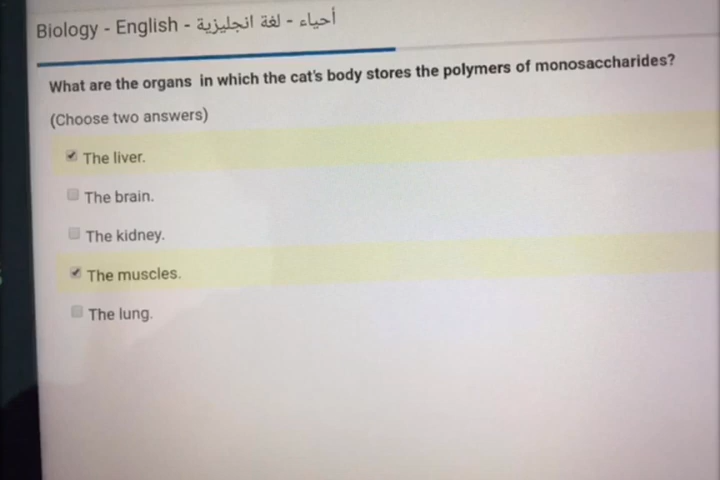 Biology - English - أحياء - لغة انجليزية
What are the organs in which the cat's body stores the polymers of monosaccharides?
(Choose two answers)
The liver.
The brain.
The kidney.
The muscles.
The lung.